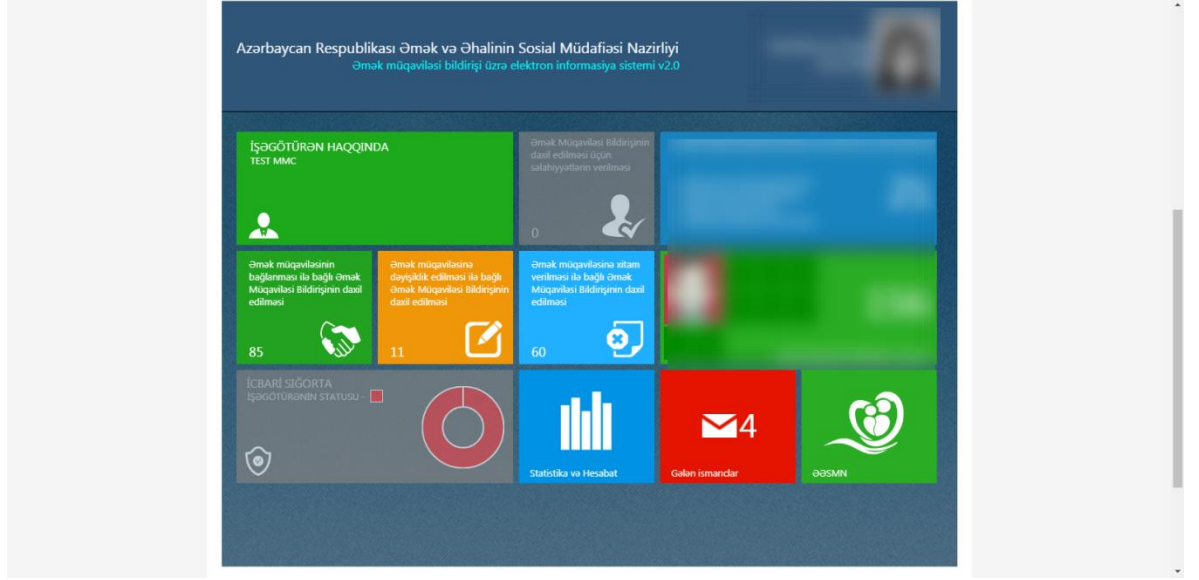 Azərbaycan Respublikası Əmək və Əhalinin Sosial Müdafiəsi Nazirliyi
Əmək müqaviləsi bildirişi üzrə elektron informasiya sistemi v2.0
İŞƏGÖTÜRƏN HAQQINDA
TEST MMC
Əmək Müqaviləsi Bildirişinin
daxil edilməsi üçün
səlahiyyətlərin verilməsi
0
Əmək müqaviləsinin
bağlanması ilə bağlı Əmək
Müqaviləsi Bildirişinin daxil
edilməsi
85
Əmək müqaviləsinə
dəyişiklik edilməsi ilə bağlı
Əmək Müqaviləsi Bildirişinin
daxil edilməsi
11
Əmək müqaviləsinə xitam
verilməsi ilə bağlı Əmək
Müqaviləsi Bildirişinin daxil
edilməsi
60
İCBARİ SIĞORTA
İŞƏGÖTÜRƏNİN STATUSU -
Statistika və Hesabat
4
Gələn ismarıclar
ƏƏSMN